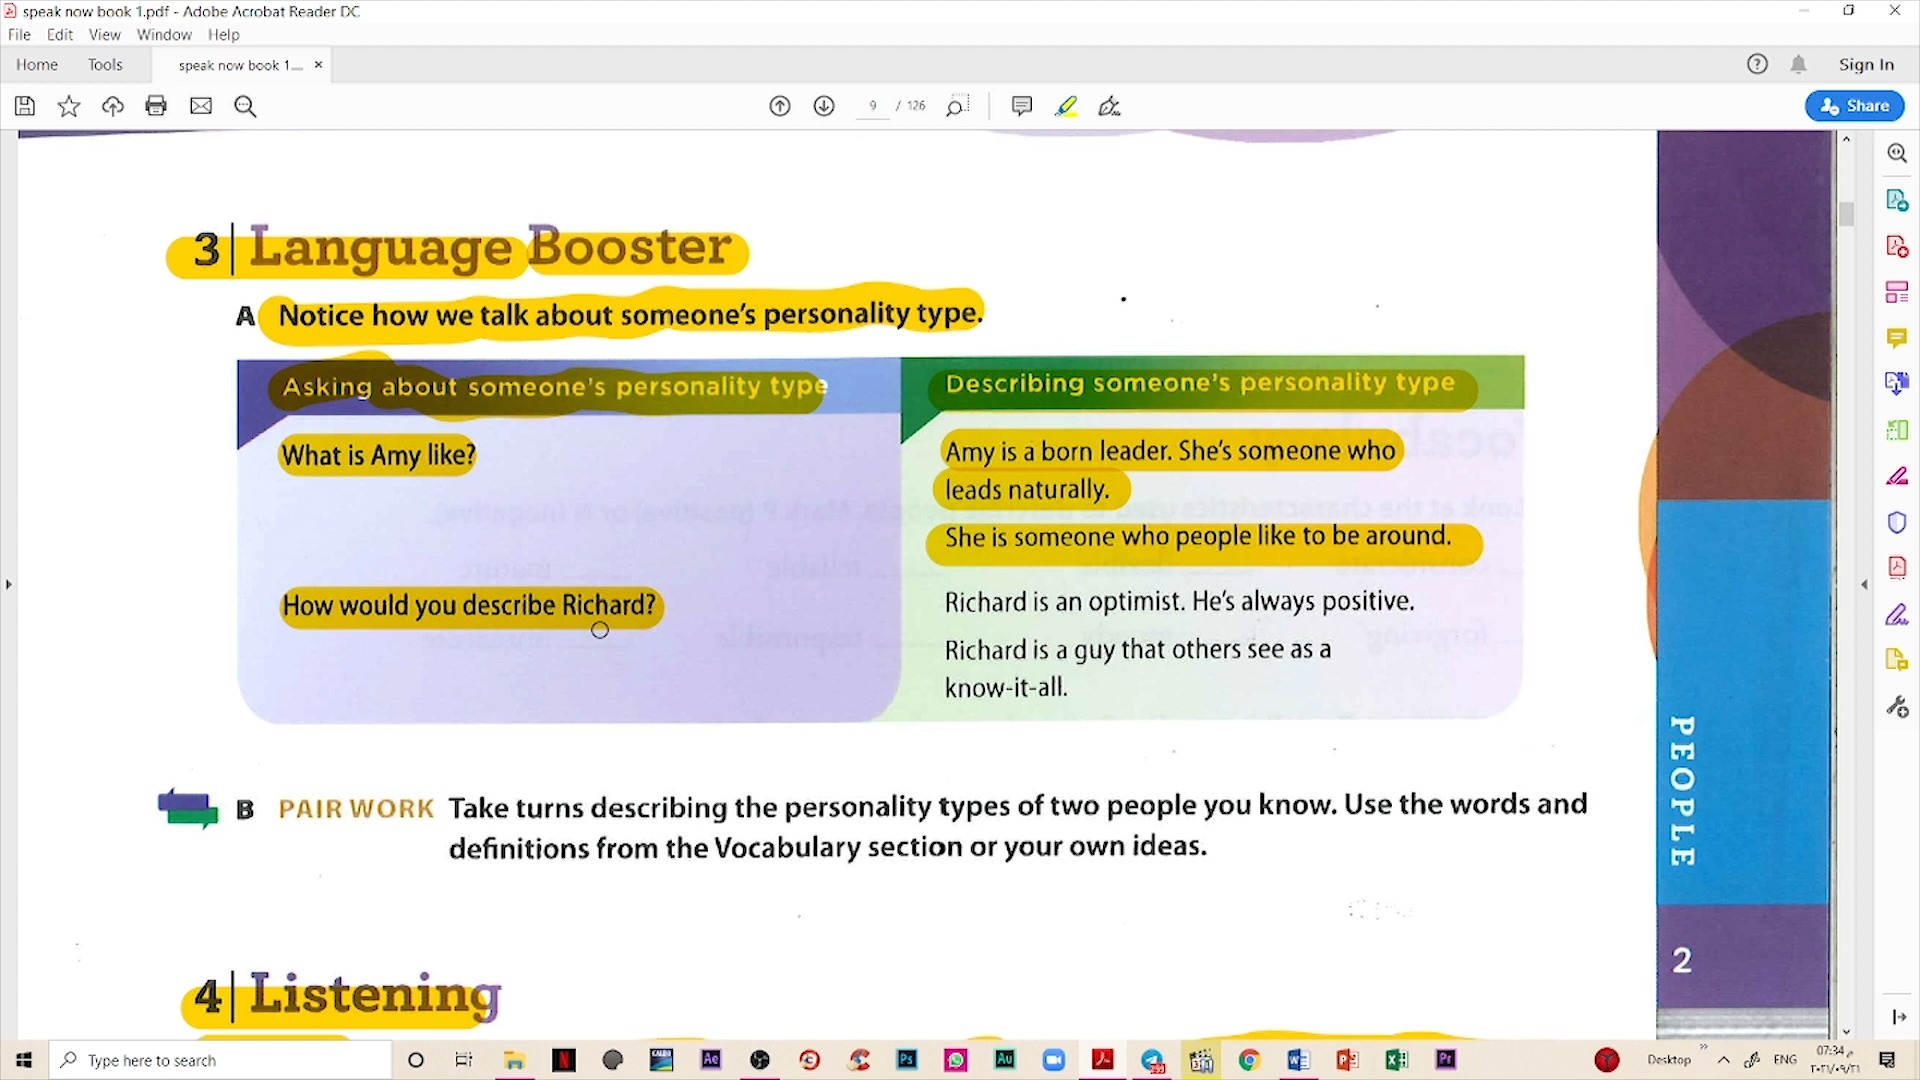 speak now book 1.pdf - Adobe Acrobat Reader DC
File Edit View Window Help
Home Tools speak now book 1.... ×
Sign In
9 / 126
Share
3 Language Booster
A Notice how we talk about someone's personality type.
Asking about someone's personality type
What is Amy like?
How would you describe Richard?
Describing someone's personality type
Amy is a born leader. She's someone who
leads naturally.
She is someone who people like to be around.
Richard is an optimist. He's always positive.
Richard is a guy that others see as a
know-it-all.
B PAIR WORK Take turns describing the personality types of two people you know. Use the words and
definitions from the Vocabulary section or your own ideas.
4 Listening
PEOPLE
2
Type here to search
Desktop
ENG
07:34 م
٢٠٢١/٠٩/٢١